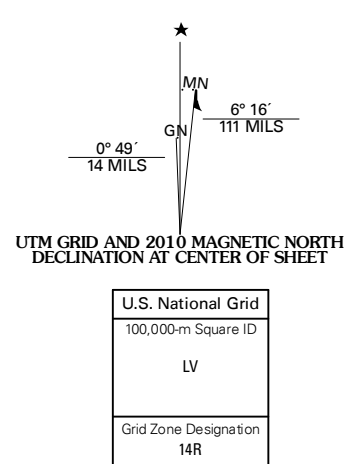 MN
6° 16´
111 MILS
GN
0° 49´
14 MILS
UTM GRID AND 2010 MAGNETIC NORTH
DECLINATION AT CENTER OF SHEET
U.S. National Grid
100,000-m Square ID
LV
Grid Zone Designation
14R